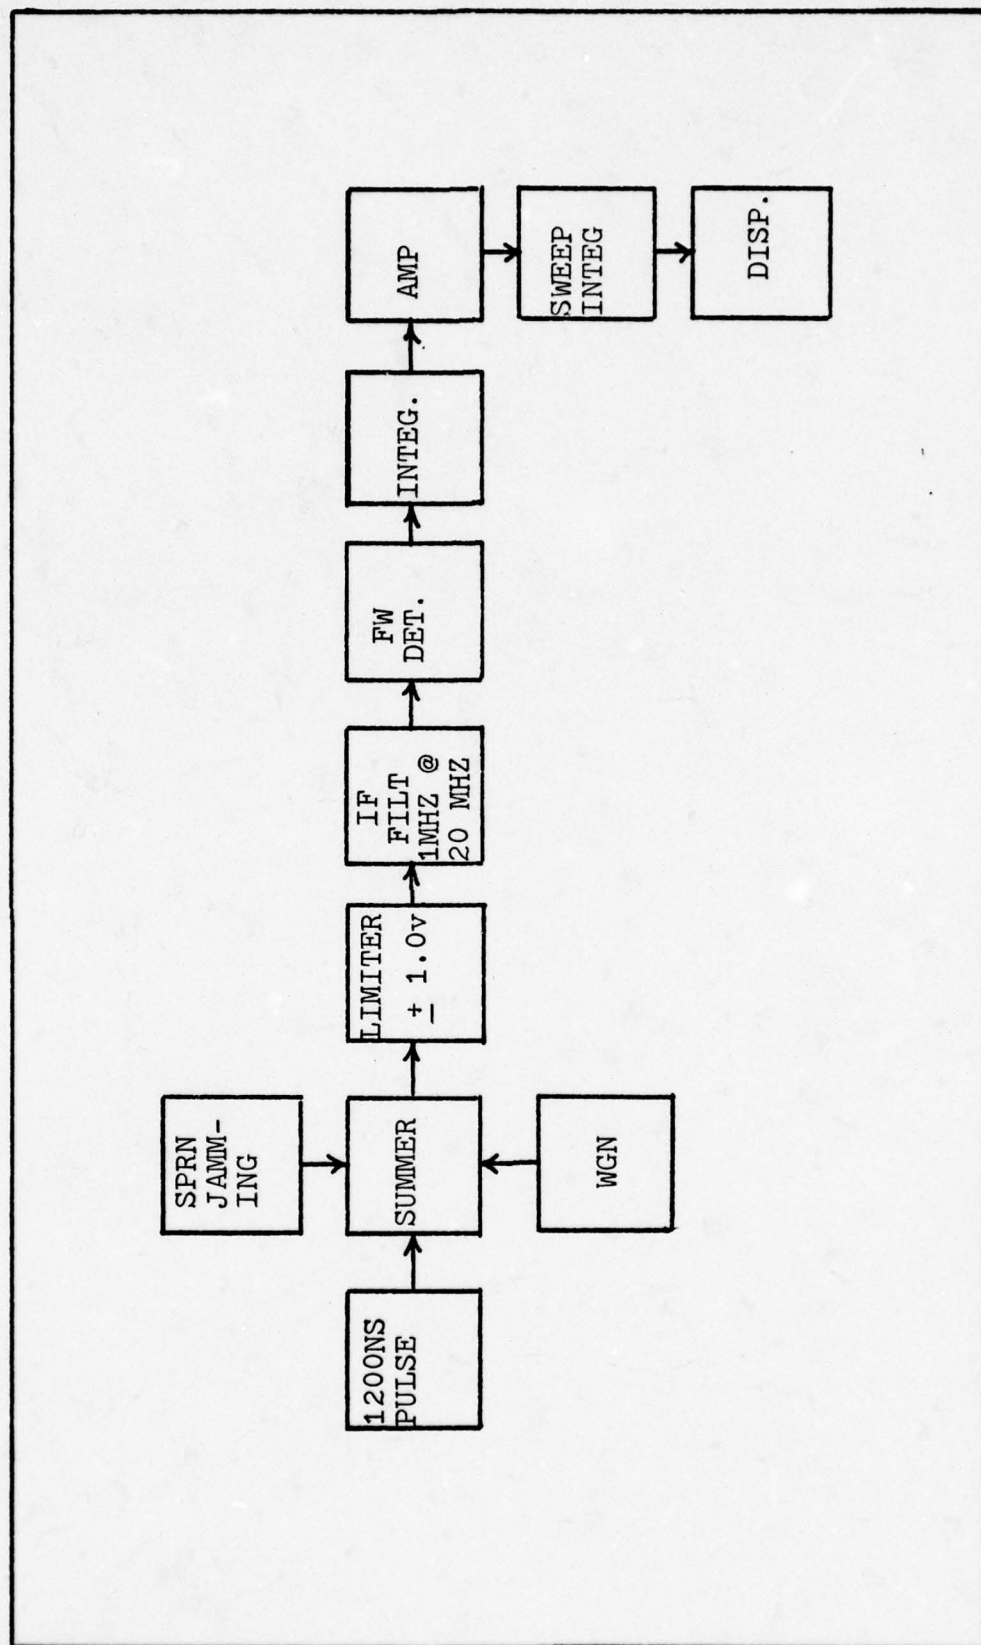 SPRN
JAMM-
ING
1200NS
PULSE
SUMMER
WGN
LIMITER
± 1.0v
IF
FILT
1MHZ @
20 MHZ
FW
DET.
INTEG.
AMP
SWEEP
INTEG
DISP.